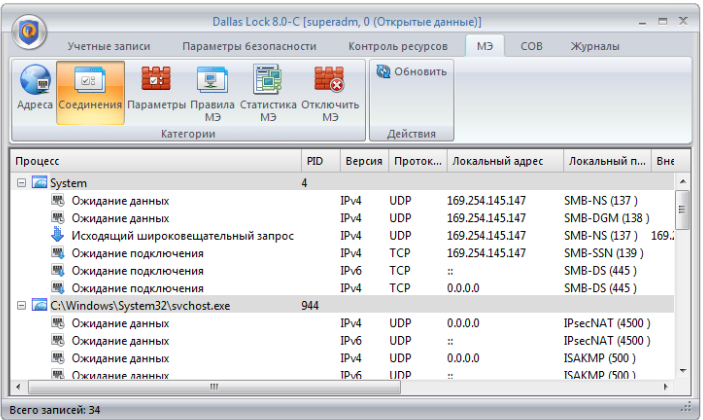 Dallas Lock 8.0-C [superadm, 0 (Открытые данные)]
Учетные записи Параметры безопасности Контроль ресурсов МЭ СОВ Журналы
Адреса Соединения Параметры Правила МЭ Статистика МЭ Отключить МЭ
Обновить
Категории Действия
Процесс PID Версия Проток... Локальный адрес Локальный п... Вне
System 4
Ожидание данных IPv4 UDP 169.254.145.147 SMB-NS (137 )
Ожидание данных IPv4 UDP 169.254.145.147 SMB-DGM (138 )
Исходящий широковещательный запрос IPv4 UDP 169.254.145.147 SMB-NS (137 ) 169.2
Ожидание подключения IPv4 TCP 169.254.145.147 SMB-SSN (139 )
Ожидание подключения IPv6 TCP :: SMB-DS (445 )
Ожидание подключения IPv4 TCP 0.0.0.0 SMB-DS (445 )
C:\Windows\System32\svchost.exe 944
Ожидание данных IPv4 UDP 0.0.0.0 IPsecNAT (4500 )
Ожидание данных IPv6 UDP :: IPsecNAT (4500 )
Ожидание данных IPv4 UDP 0.0.0.0 ISAKMP (500 )
Ожидание данных IPv6 UDP :: ISAKMP (500 )
Всего записей: 34